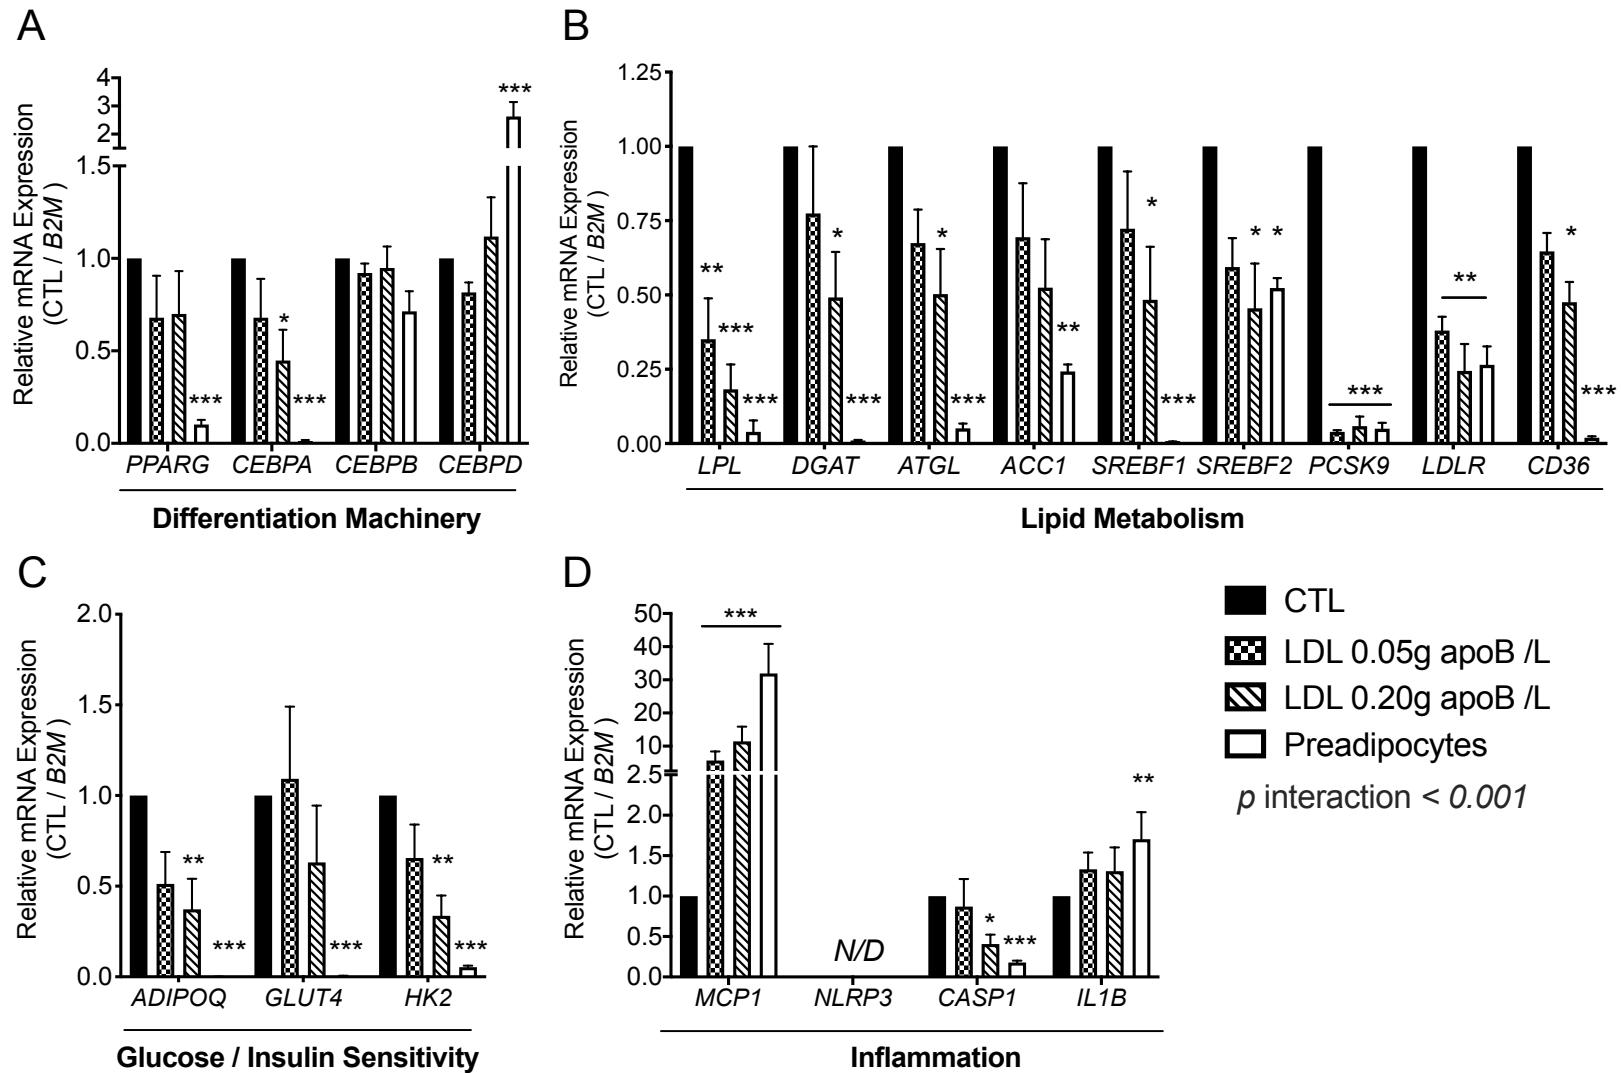 A
Relative mRNA Expression
(CTL / B2M )
4
3
2
1.5
1.0
0.5
0.0
***
*
***
***
PPARG CEBPA CEBPB CEBPD
Differentiation Machinery
B
Relative mRNA Expression
(CTL / B2M )
1.25
1.00
0.75
0.50
0.25
0.00
**
***
***
*
***
*
***
**
*
***
* *
***
**
*
***
LPL DGAT ATGL ACC1 SREBF1 SREBF2 PCSK9 LDLR CD36
Lipid Metabolism
C
Relative mRNA Expression
(CTL / B2M )
2.0
1.5
1.0
0.5
0.0
**
***
***
**
***
ADIPOQ GLUT4 HK2
Glucose / Insulin Sensitivity
D
Relative mRNA Expression
(CTL / B2M )
50
40
30
20
10
2.5
2.0
1.5
1.0
0.5
0.0
***
N/D
*
***
**
MCP1 NLRP3 CASP1 IL1B
Inflammation
CTL
LDL 0.05g apoB /L
LDL 0.20g apoB /L
Preadipocytes
p interaction < 0.001